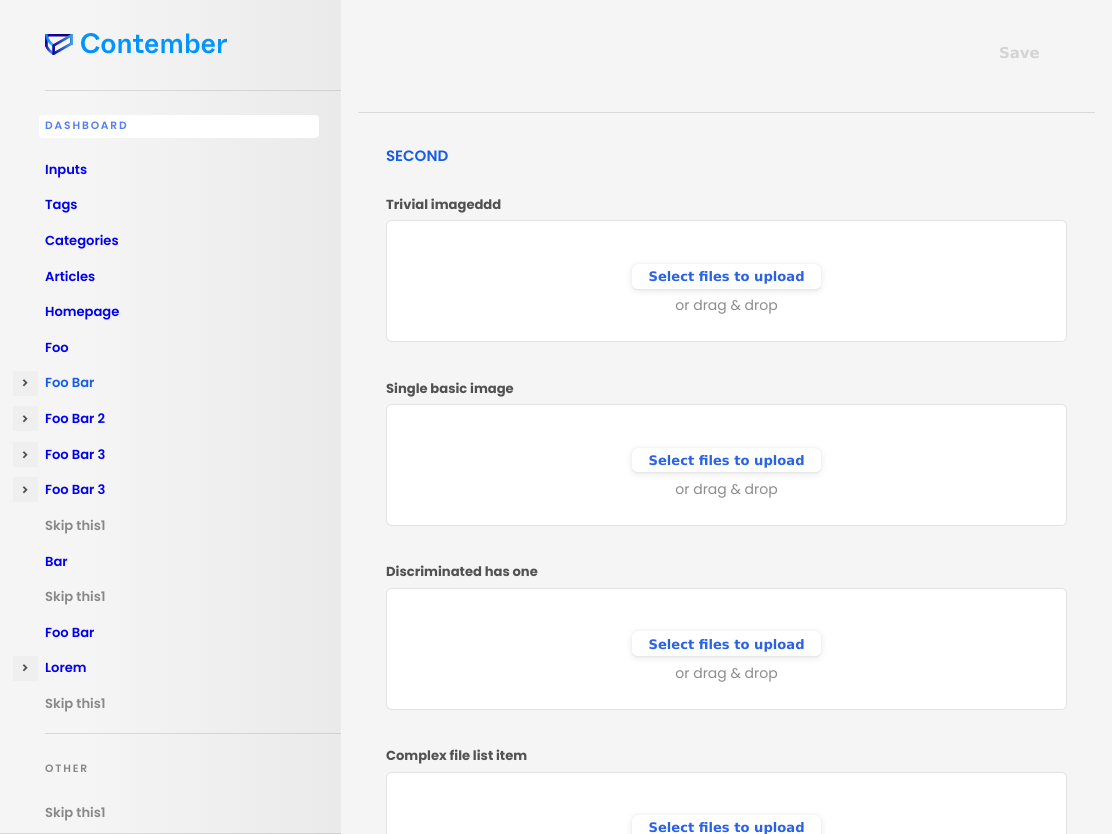 Contember
DASHBOARD
Inputs
Tags
Categories
Articles
Homepage
Foo
Foo Bar
Foo Bar 2
Foo Bar 3
Foo Bar 3
Skip this1
Bar
Skip this1
Foo Bar
Lorem
Skip this1
OTHER
Skip this1
Save
SECOND
Trivial imageddd
Select files to upload
or drag & drop
Single basic image
Select files to upload
or drag & drop
Discriminated has one
Select files to upload
or drag & drop
Complex file list item
Select files to upload